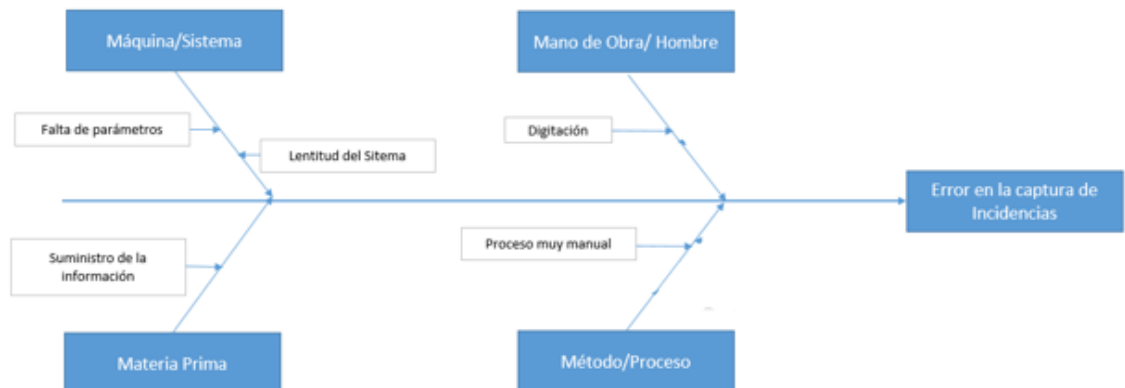 Máquina/Sistema
Mano de Obra/ Hombre
Falta de parámetros
Digitación
Lentitud del Sitema
Error en la captura de
Incidencias
Proceso muy manual
Suministro de la
información
Materia Prima
Método/Proceso